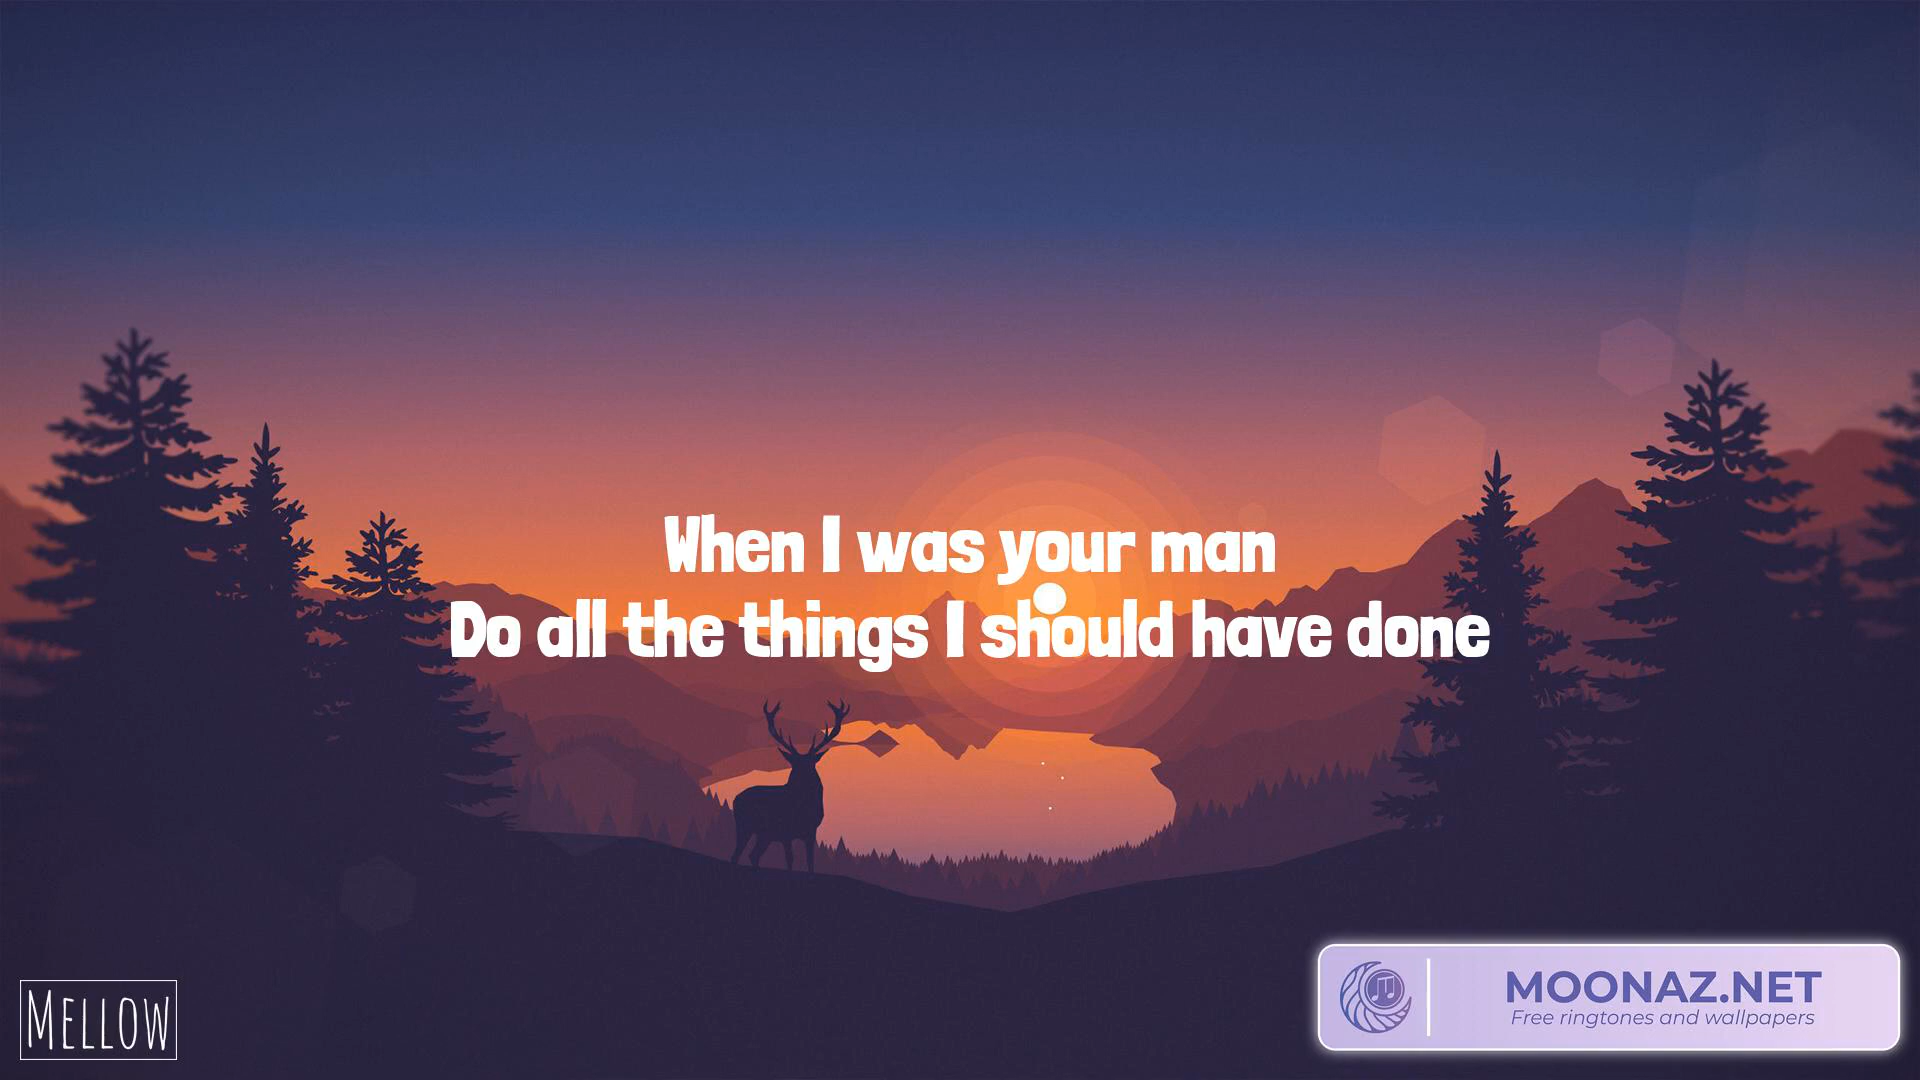 When I was your man
Do all the things I should have done
MELLOW
MOONAZ.NET
Free ringtones and wallpapers